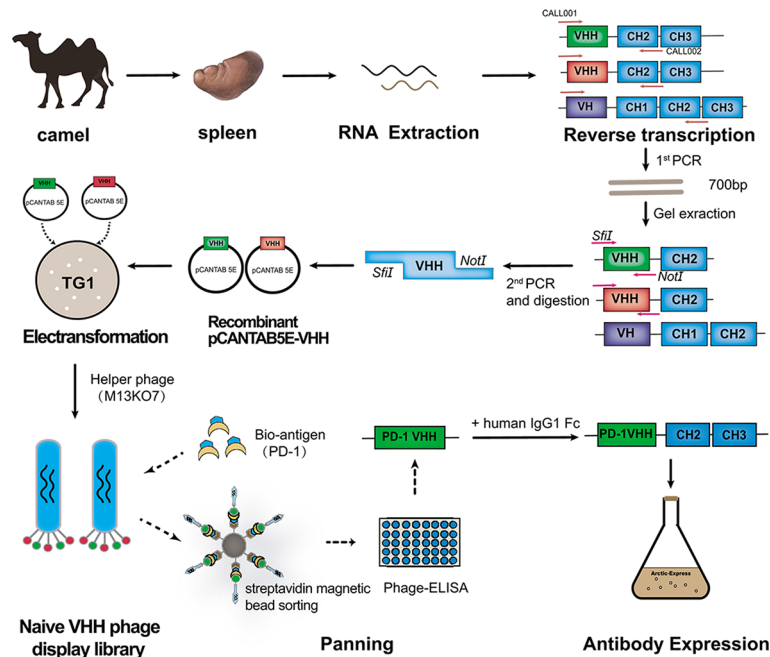 CALL001
VHH CH2 CH3
CALL002
VHH CH2 CH3
VH CH1 CH2 CH3
camel
spleen
RNA Extraction
Reverse transcription
1st PCR
700bp
Gel exraction
VHH
pCANTAB 5E
VHH
pCANTAB 5E
TG1
Electransformation
VHH
pCANTAB 5E
VHH
pCANTAB 5E
Recombinant
pCANTAB5E-VHH
SfiI
VHH
NotI
2nd PCR
and digestion
SfiI
VHH CH2
NotI
VHH CH2
VH CH1 CH2
Helper phage
(M13KO7)
Bio-antigen
(PD-1)
PD-1 VHH
+ human IgG1 Fc
PD-1VHH CH2 CH3
streptavidin magnetic
bead sorting
Phage-ELISA
Arctic-Express
Naive VHH phage
display library
Panning
Antibody Expression